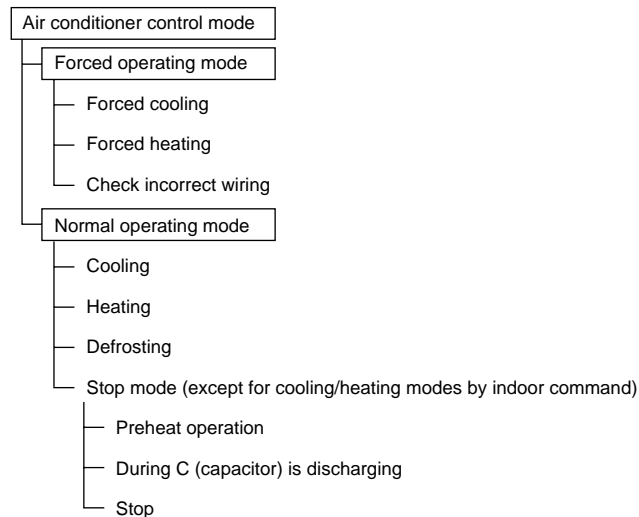 Air conditioner control mode
Forced operating mode
Forced cooling
Forced heating
Check incorrect wiring
Normal operating mode
Cooling
Heating
Defrosting
Stop mode (except for cooling/heating modes by indoor command)
Preheat operation
During C (capacitor) is discharging
Stop